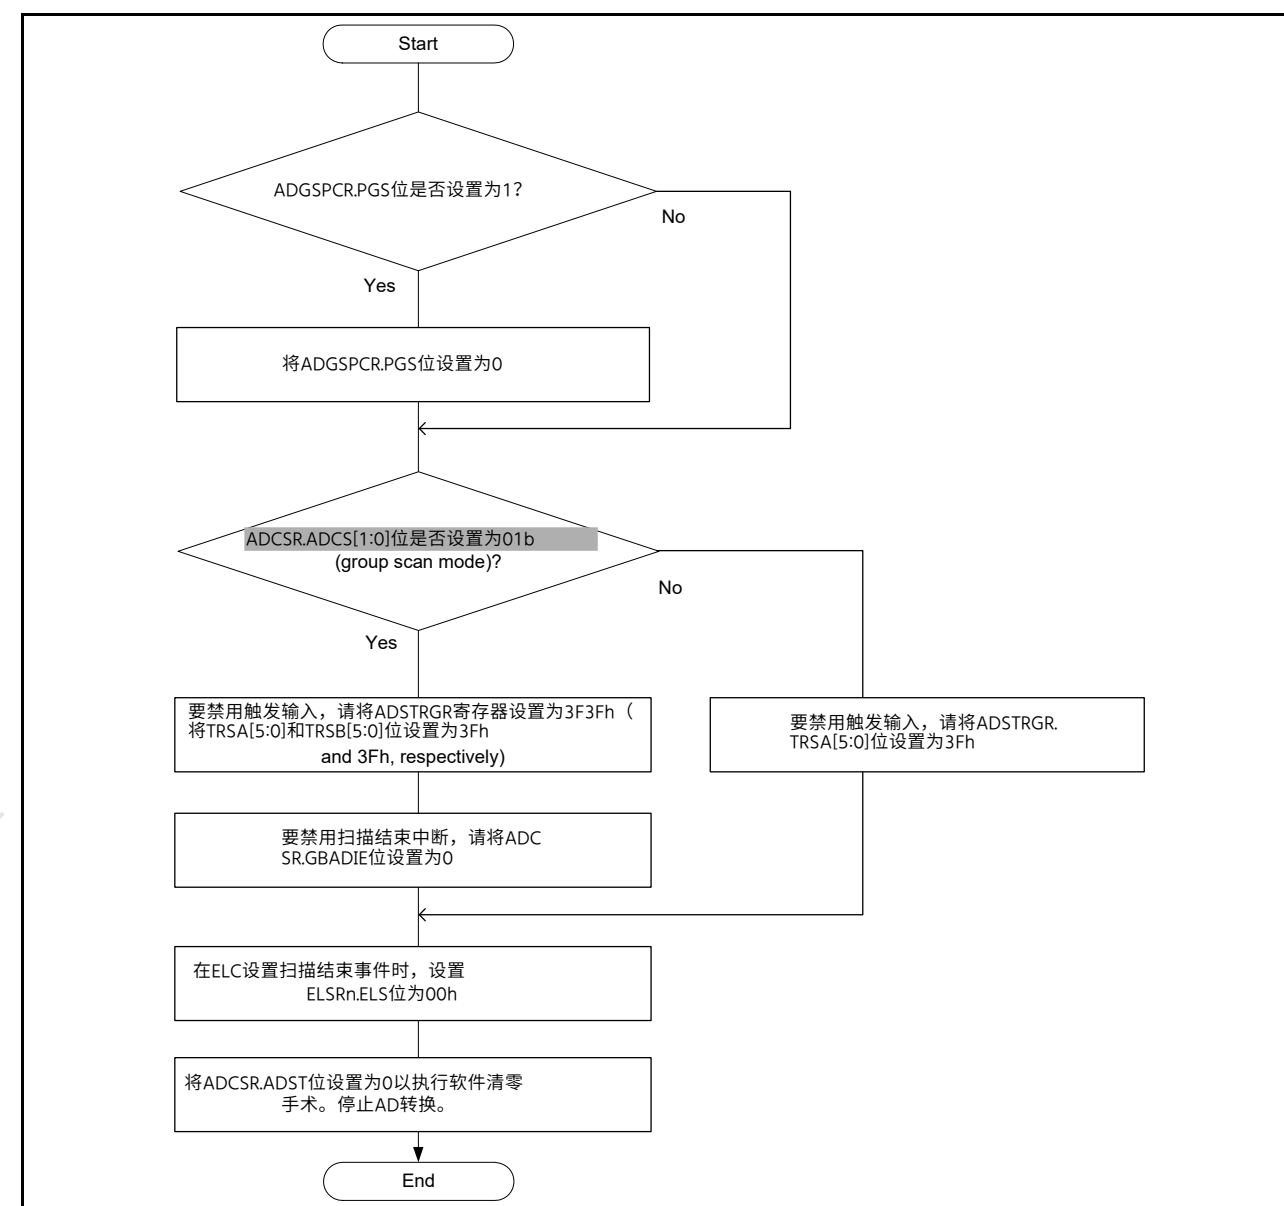 Start
ADGSPCR.PGS位是否设置为1?
No
Yes
将ADGSPCR.PGS位设置为0
ADCSR.ADCS[1:0]位是否设置为01b
(group scan mode)?
No
Yes
要禁用触发输入，请将ADSTRGR寄存器设置为3F3Fh（
将TRSA[5:0]和TRSB[5:0]位设置为3Fh
and 3Fh, respectively)
要禁用触发输入，请将ADSTRGR.
TRSA[5:0]位设置为3Fh
要禁用扫描结束中断，请将ADC
SR.GBADIE位设置为0
在ELC设置扫描结束事件时，设置
ELSRn.ELS位为00h
将ADCSR.ADST位设置为0以执行软件清零
手术。停止AD转换。
End